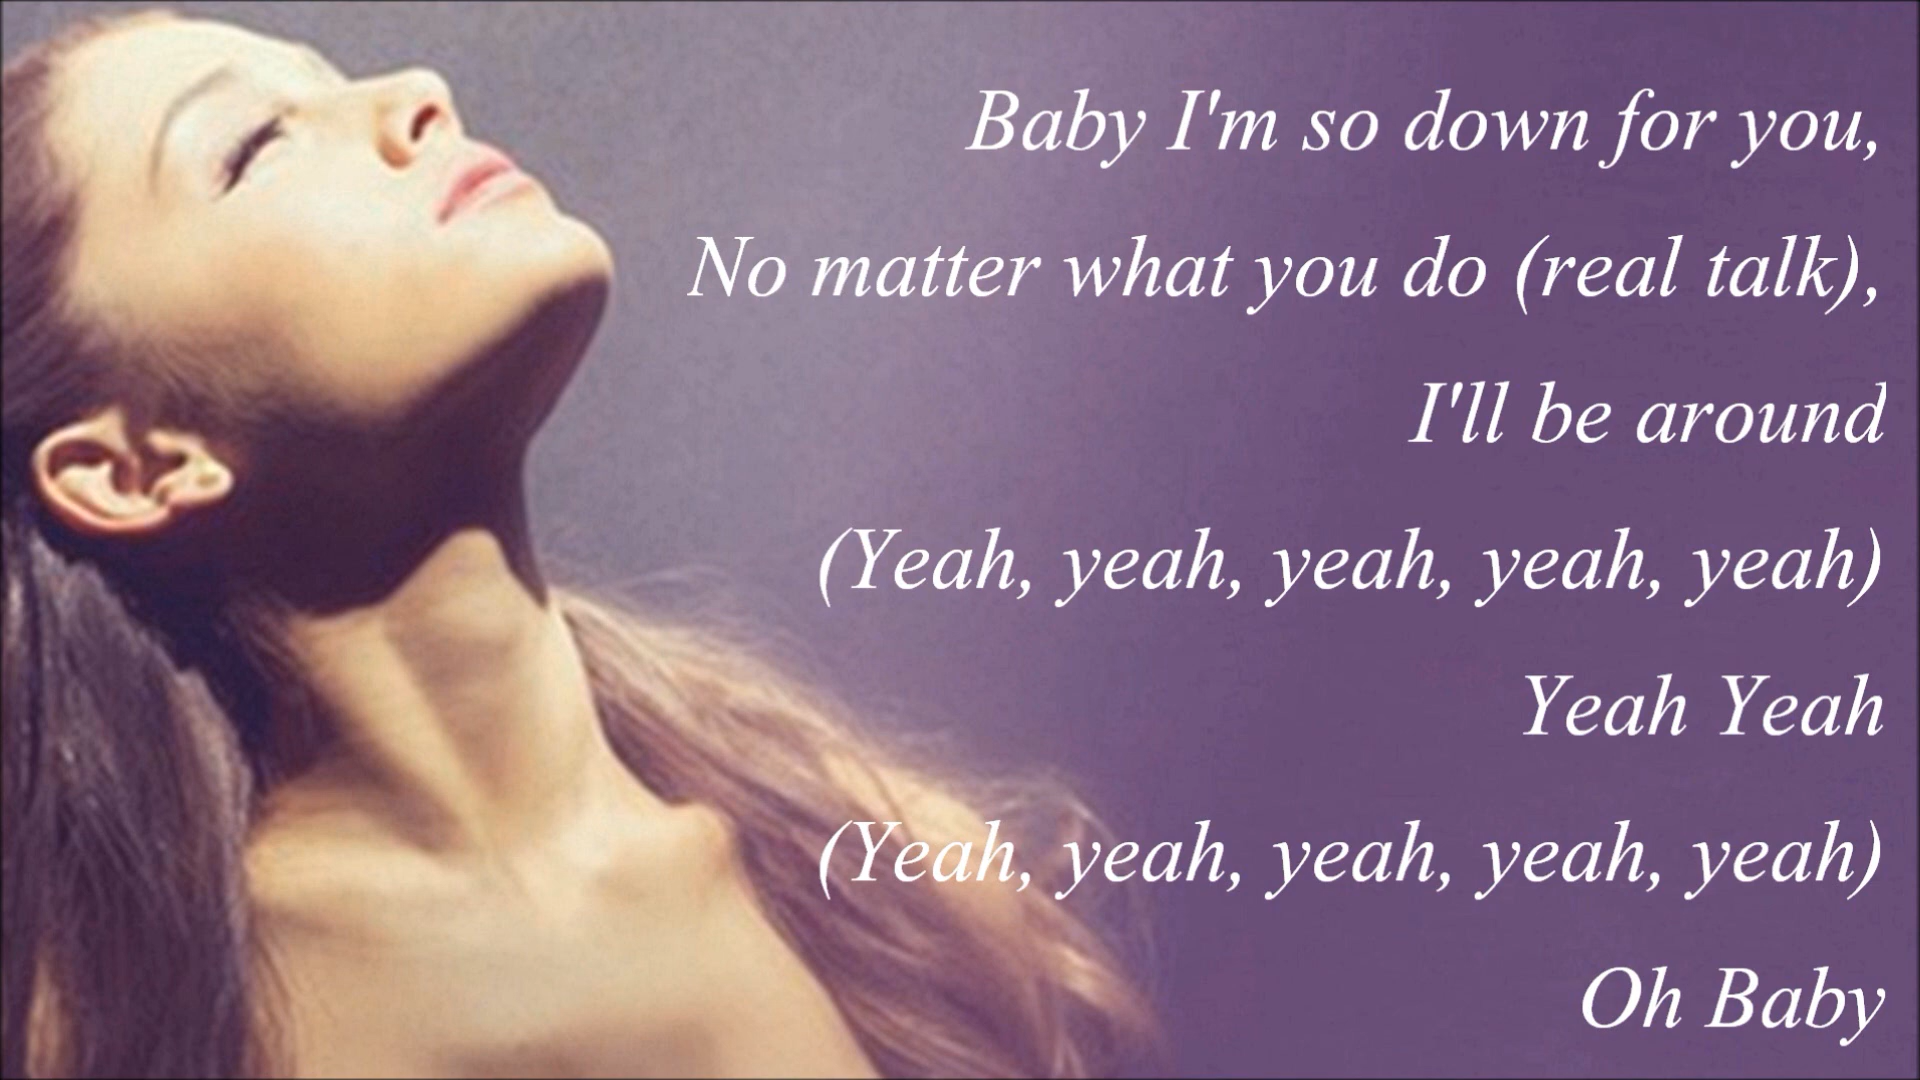 Baby I'm so down for you,
No matter what you do (real talk),
I'll be around
(Yeah, yeah, yeah, yeah, yeah)
Yeah Yeah
(Yeah, yeah, yeah, yeah, yeah)
Oh Baby